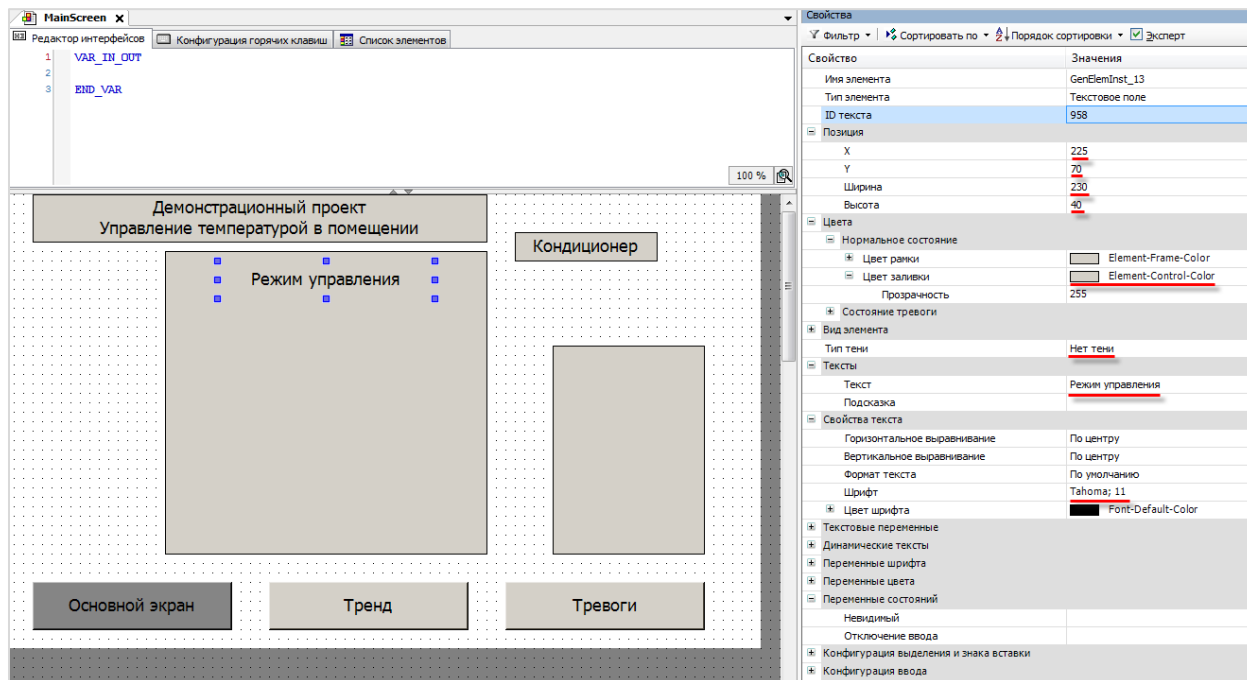 MainScreen X
Редактор интерфейсов Конфигурация горячих клавиш Список элементов
1 VAR_IN_OUT
2
3 END_VAR
100 %
Демонстрационный проект
Управление температурой в помещении
Кондиционер
Режим управления
Основной экран Тренд Тревоги
Свойства
Фильтр Сортировать по Порядок сортировки Эксперт
Свойство Значения
Имя элемента GenElemInst_13
Тип элемента Текстовое поле
ID текста 958
Позиция
X 225
Y 70
Ширина 230
Высота 40
Цвета
Нормальное состояние
Цвет рамки Element-Frame-Color
Цвет заливки Element-Control-Color
Прозрачность 255
Состояние тревоги
Вид элемента
Тип тени Нет тени
Тексты
Текст Режим управления
Подсказка
Свойства текста
Горизонтальное выравнивание По центру
Вертикальное выравнивание По центру
Формат текста По умолчанию
Шрифт Tahoma; 11
Цвет шрифта Font-Default-Color
Текстовые переменные
Динамические тексты
Переменные шрифта
Переменные цвета
Переменные состояний
Невидимый
Отключение ввода
Конфигурация выделения и знака вставки
Конфигурация ввода